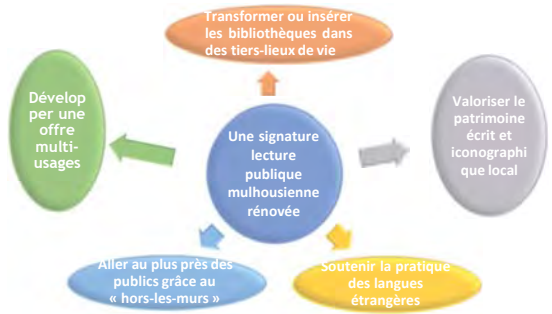 Transformer ou insérer
les bibliothèques dans
des tiers-lieux de vie
Dévelop
per une
offre
multi-
usages
Une signature
lecture
publique
mulhousienne
rénovée
Valoriser le
patrimoine
écrit et
iconographi
que local
Aller au plus près des
publics grâce au
« hors-les-murs »
Soutenir la pratique
des langues
étrangères